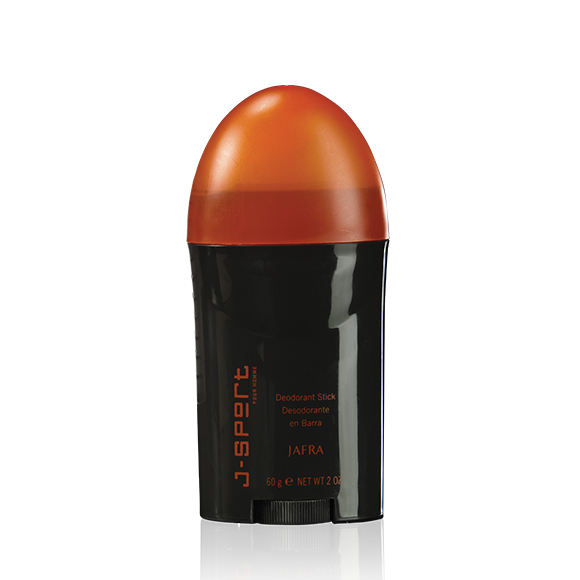 J-SPORT
POUR HOMME
Deodorant Stick
Desodorante
en Barra
JAFRA
60 g ℮ NET WT 2 OZ